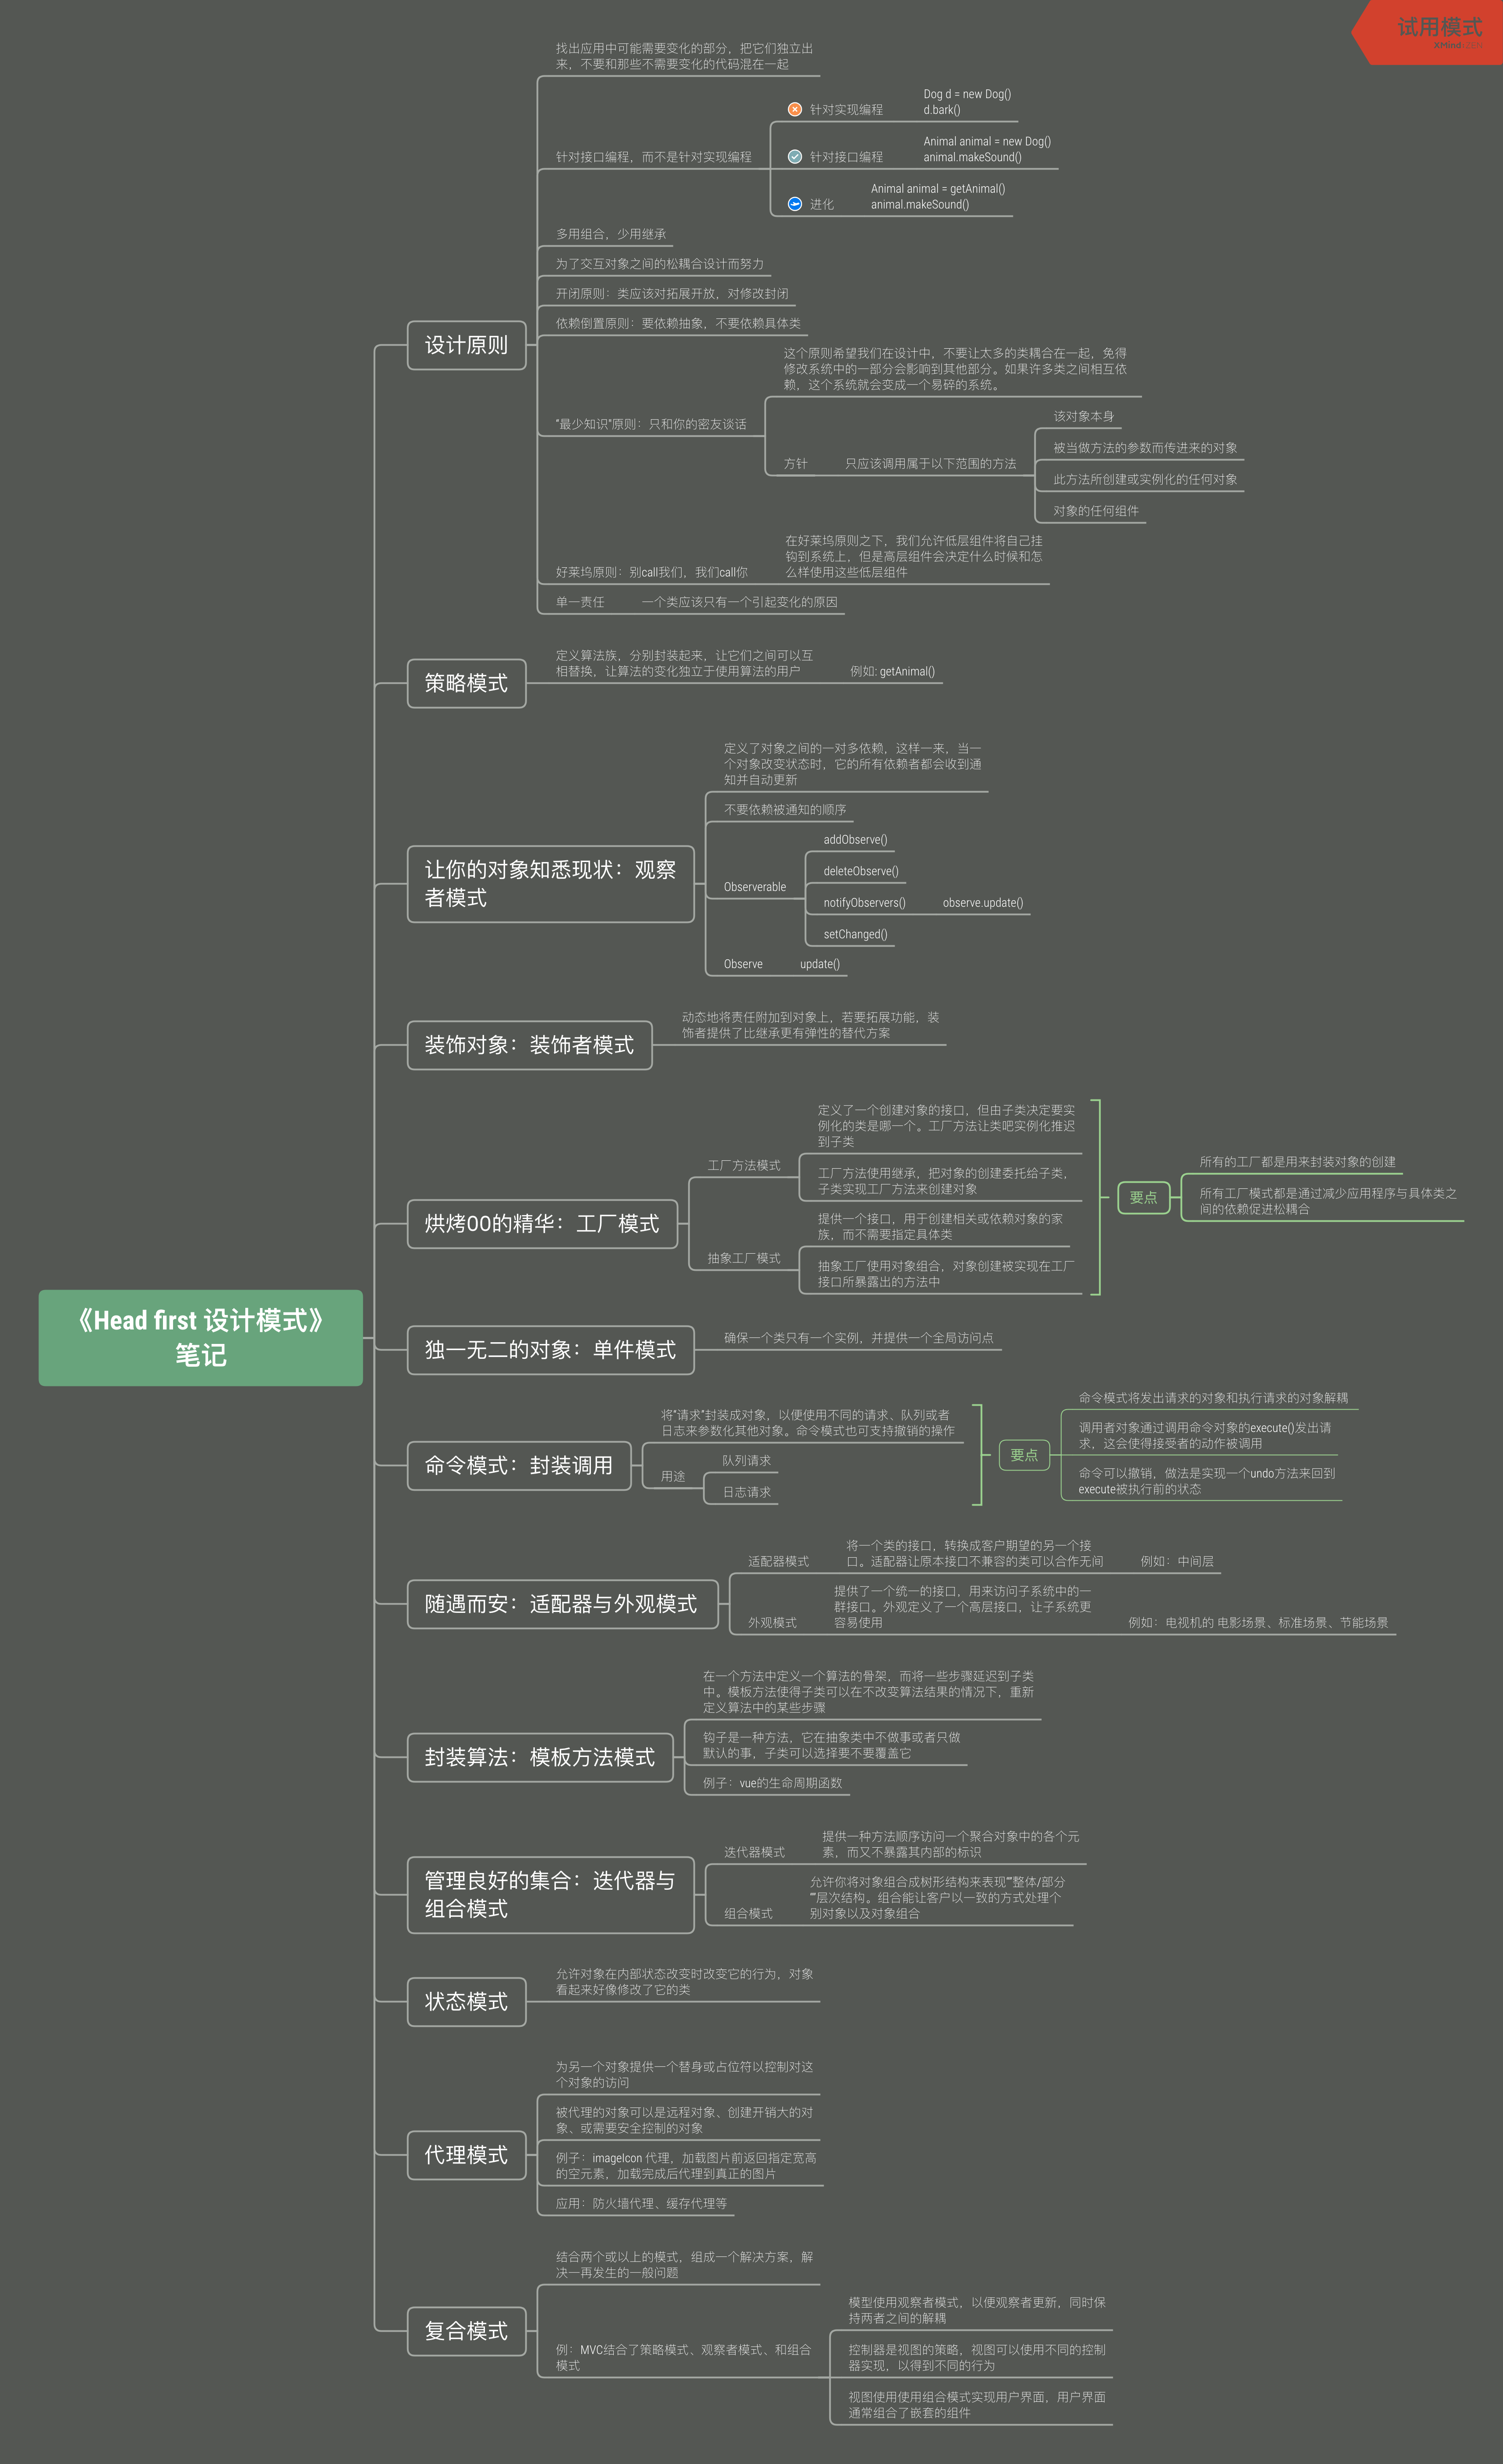 试用模式
XMind: Zen
找出应用中可能需要变化的部分，把它们独立出
来，不要和那些不需要变化的代码混在一起
针对接口编程，而不是针对实现编程
针对实现编程
Dog d = new Dog()
d.bark()
针对接口编程
Animal animal = new Dog()
animal.makeSound()
进化
Animal animal = getAnimal()
animal.makeSound()
多用组合，少用继承
为了交互对象之间的松耦合设计而努力
开闭原则：类应该对拓展开放，对修改封闭
依赖倒置原则：要依赖抽象，不要依赖具体类
设计原则
"最少知识"原则：只和你的密友谈话
这个原则希望我们在设计中，不要让太多的类耦合在一起，免得
修改系统中的一部分会影响到其他部分。如果许多类之间相互依
赖，这个系统就会变成一个易碎的系统。
方针
只应该调用属于以下范围的方法
该对象本身
被当做方法的参数而传进来的对象
此方法所创建或实例化的任何对象
对象的任何组件
好莱坞原则：别call我们，我们call你
在好莱坞原则之下，我们允许低层组件将自己挂
钩到系统上，但是高层组件会决定什么时候和怎
么样使用这些低层组件
单一责任
一个类应该只有一个引起变化的原因
策略模式
定义算法族，分别封装起来，让它们之间可以互
相替换，让算法的变化独立于使用算法的用户
例如: getAnimal()
让你的对象知悉现状：观察
者模式
定义了对象之间的一对多依赖，这样一来，当一
个对象改变状态时，它的所有依赖者都会收到通
知并自动更新
不要依赖被通知的顺序
Observerable
addObserve()
deleteObserve()
notifyObservers()
observe.update()
setChanged()
Observe
update()
装饰对象：装饰者模式
动态地将责任附加到对象上，若要拓展功能，装
饰者提供了比继承更有弹性的替代方案
烘烤OO的精华：工厂模式
工厂方法模式
定义了一个创建对象的接口，但由子类决定要实
例化的类是哪一个。工厂方法让类吧实例化推迟
到子类
工厂方法使用继承，把对象的创建委托给子类，
子类实现工厂方法来创建对象
抽象工厂模式
提供一个接口，用于创建相关或依赖对象的家
族，而不需要指定具体类
抽象工厂使用对象组合，对象创建被实现在工厂
接口所暴露出的方法中
要点
所有的工厂都是用来封装对象的创建
所有工厂模式都是通过减少应用程序与具体类之
间的依赖促进松耦合
《Head first 设计模式》
笔记
独一无二的对象：单件模式
确保一个类只有一个实例，并提供一个全局访问点
命令模式：封装调用
将"请求"封装成对象，以便使用不同的请求、队列或者
日志来参数化其他对象。命令模式也可支持撤销的操作
用途
队列请求
日志请求
要点
命令模式将发出请求的对象和执行请求的对象解耦
调用者对象通过调用命令对象的execute()发出请
求，这会使得接受者的动作被调用
命令可以撤销，做法是实现一个undo方法来回到
execute被执行前的状态
随遇而安：适配器与外观模式
适配器模式
将一个类的接口，转换成客户期望的另一个接
口。适配器让原本接口不兼容的类可以合作无间
例如：中间层
外观模式
提供了一个统一的接口，用来访问子系统中的一
群接口。外观定义了一个高层接口，让子系统更
容易使用
例如：电视机的 电影场景、标准场景、节能场景
封装算法：模板方法模式
在一个方法中定义一个算法的骨架，而将一些步骤延迟到子类
中。模板方法使得子类可以在不改变算法结果的情况下，重新
定义算法中的某些步骤
钩子是一种方法，它在抽象类中不做事或者只做
默认的事，子类可以选择要不要覆盖它
例子：vue的生命周期函数
管理良好的集合：迭代器与
组合模式
迭代器模式
提供一种方法顺序访问一个聚合对象中的各个元
素，而又不暴露其内部的标识
组合模式
允许你将对象组合成树形结构来表现""整体/部分
""层次结构。组合能让客户以一致的方式处理个
别对象以及对象组合
状态模式
允许对象在内部状态改变时改变它的行为，对象
看起来好像修改了它的类
代理模式
为另一个对象提供一个替身或占位符以控制对这
个对象的访问
被代理的对象可以是远程对象、创建开销大的对
象、或需要安全控制的对象
例子：imageIcon 代理，加载图片前返回指定宽高
的空元素，加载完成后代理到真正的图片
应用：防火墙代理、缓存代理等
复合模式
结合两个或以上的模式，组成一个解决方案，解
决一再发生的一般问题
例：MVC结合了策略模式、观察者模式、和组合
模式
模型使用观察者模式，以便观察者更新，同时保
持两者之间的解耦
控制器是视图的策略，视图可以使用不同的控制
器实现，以得到不同的行为
视图使用使用组合模式实现用户界面，用户界面
通常组合了嵌套的组件